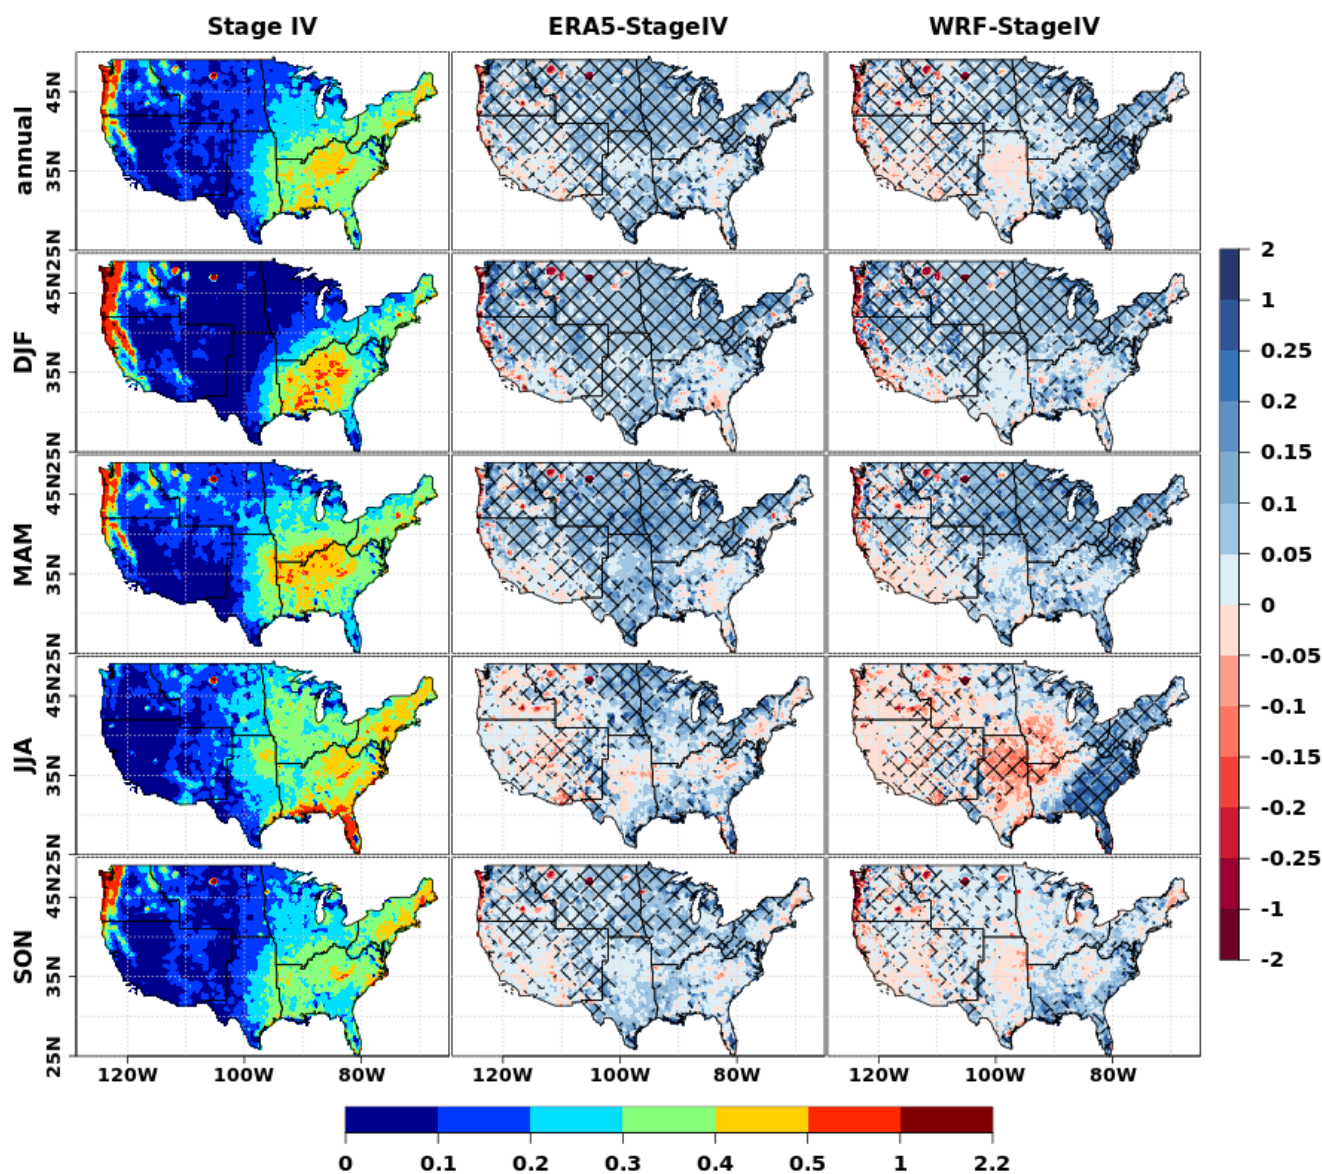 Stage IV ERA5-StageIV WRF-StageIV
annual
45N
35N
25N
DJF
45N
35N
25N
MAM
45N
35N
25N
JJA
45N
35N
25N
SON
45N
35N
25N
120W 100W 80W 120W 100W 80W 120W 100W 80W
2
1
0.25
0.2
0.15
0.1
0.05
0
-0.05
-0.1
-0.15
-0.2
-0.25
-1
-2
0 0.1 0.2 0.3 0.4 0.5 1 2.2